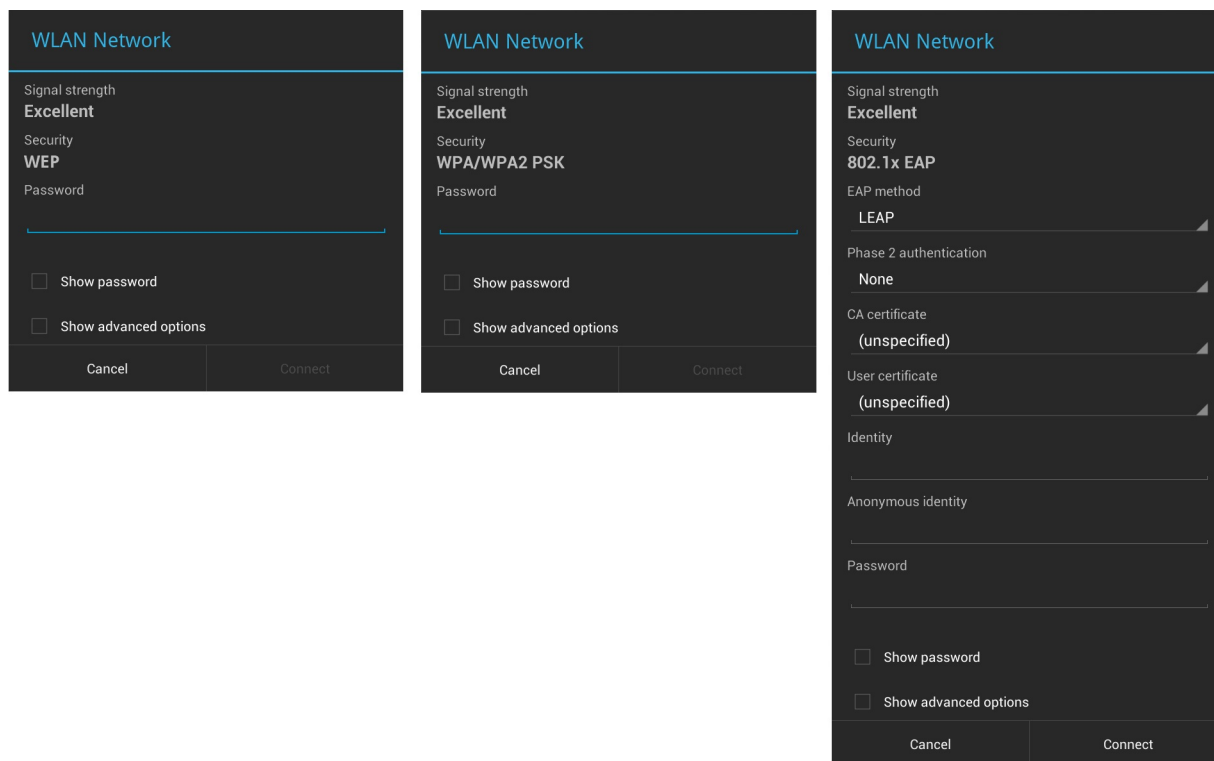 WLAN Network
Signal strength
Excellent
Security
WEP
Password
Show password
Show advanced options
Cancel
Connect
WLAN Network
Signal strength
Excellent
Security
WPA/WPA2 PSK
Password
Show password
Show advanced options
Cancel
Connect
WLAN Network
Signal strength
Excellent
Security
802.1x EAP
EAP method
LEAP
Phase 2 authentication
None
CA certificate
(unspecified)
User certificate
(unspecified)
Identity
Anonymous identity
Password
Show password
Show advanced options
Cancel
Connect